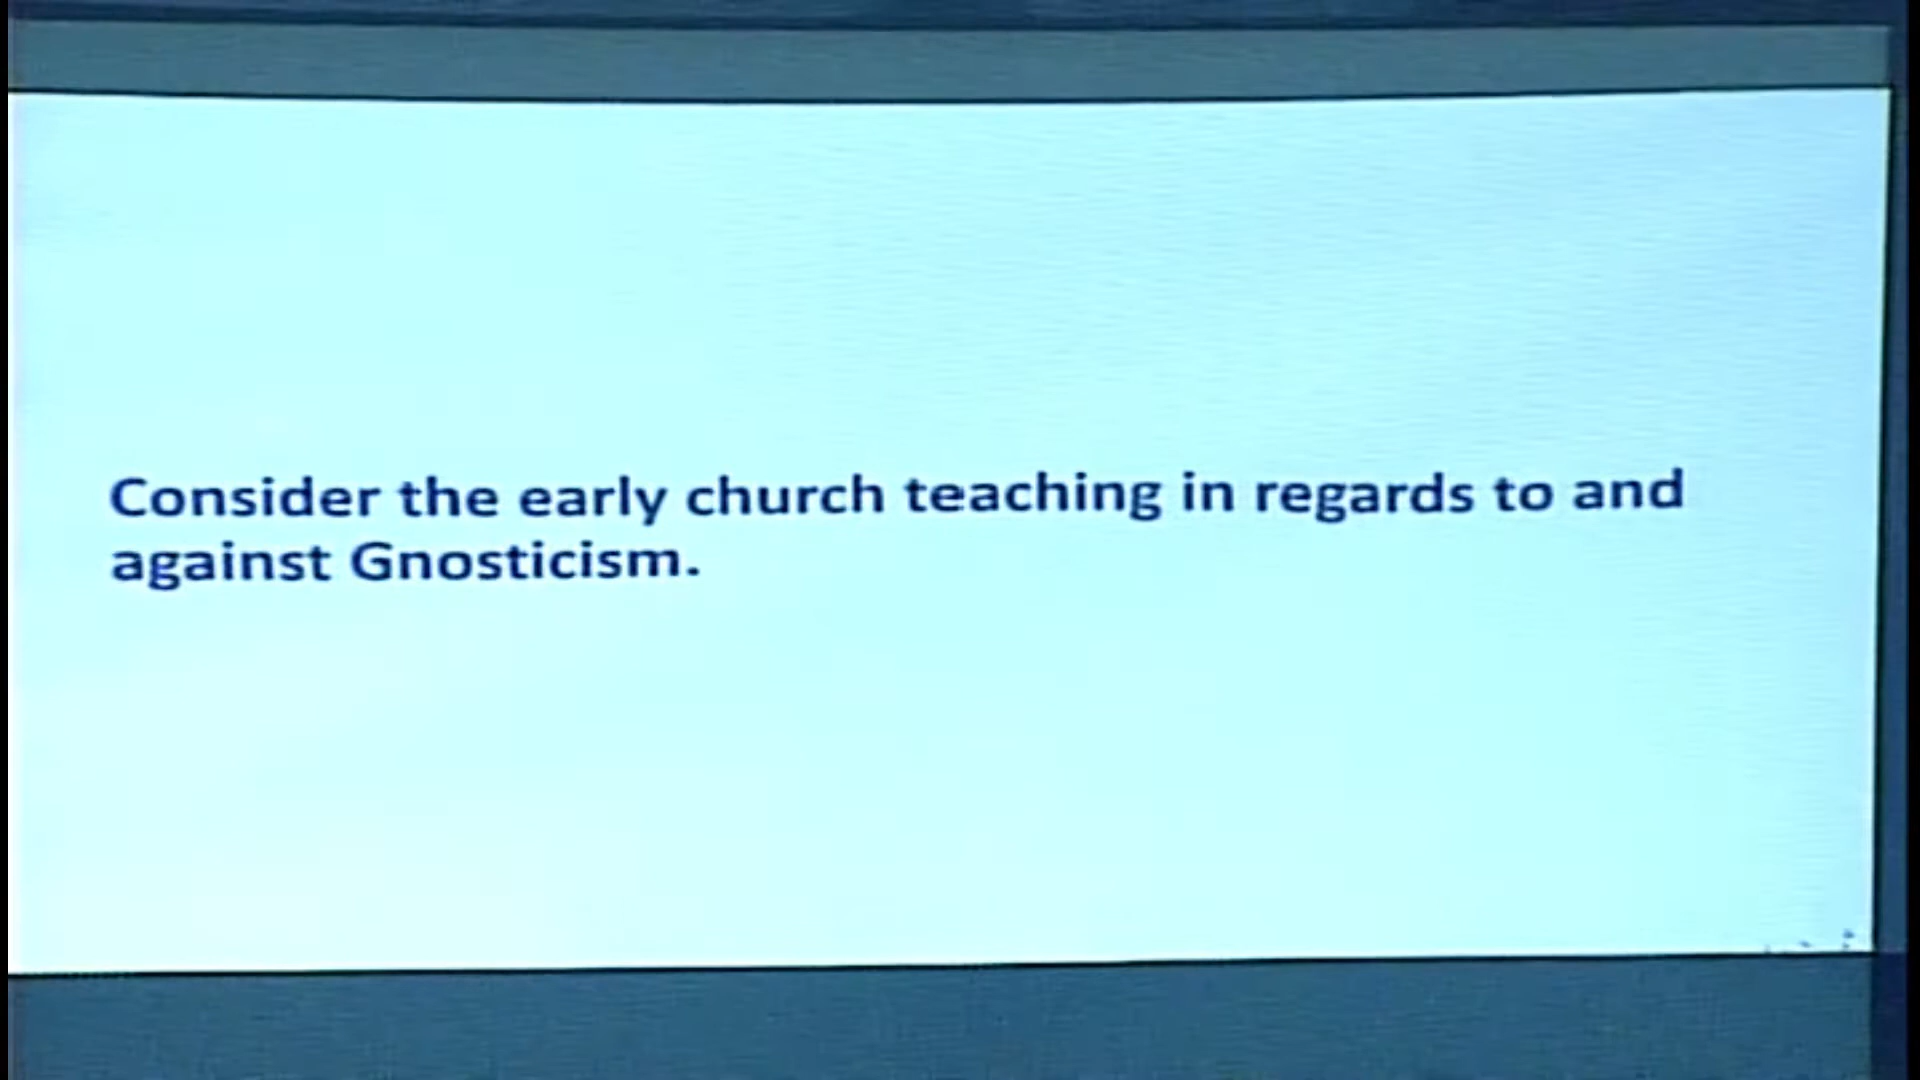 Consider the early church teaching in regards to and
against Gnosticism.